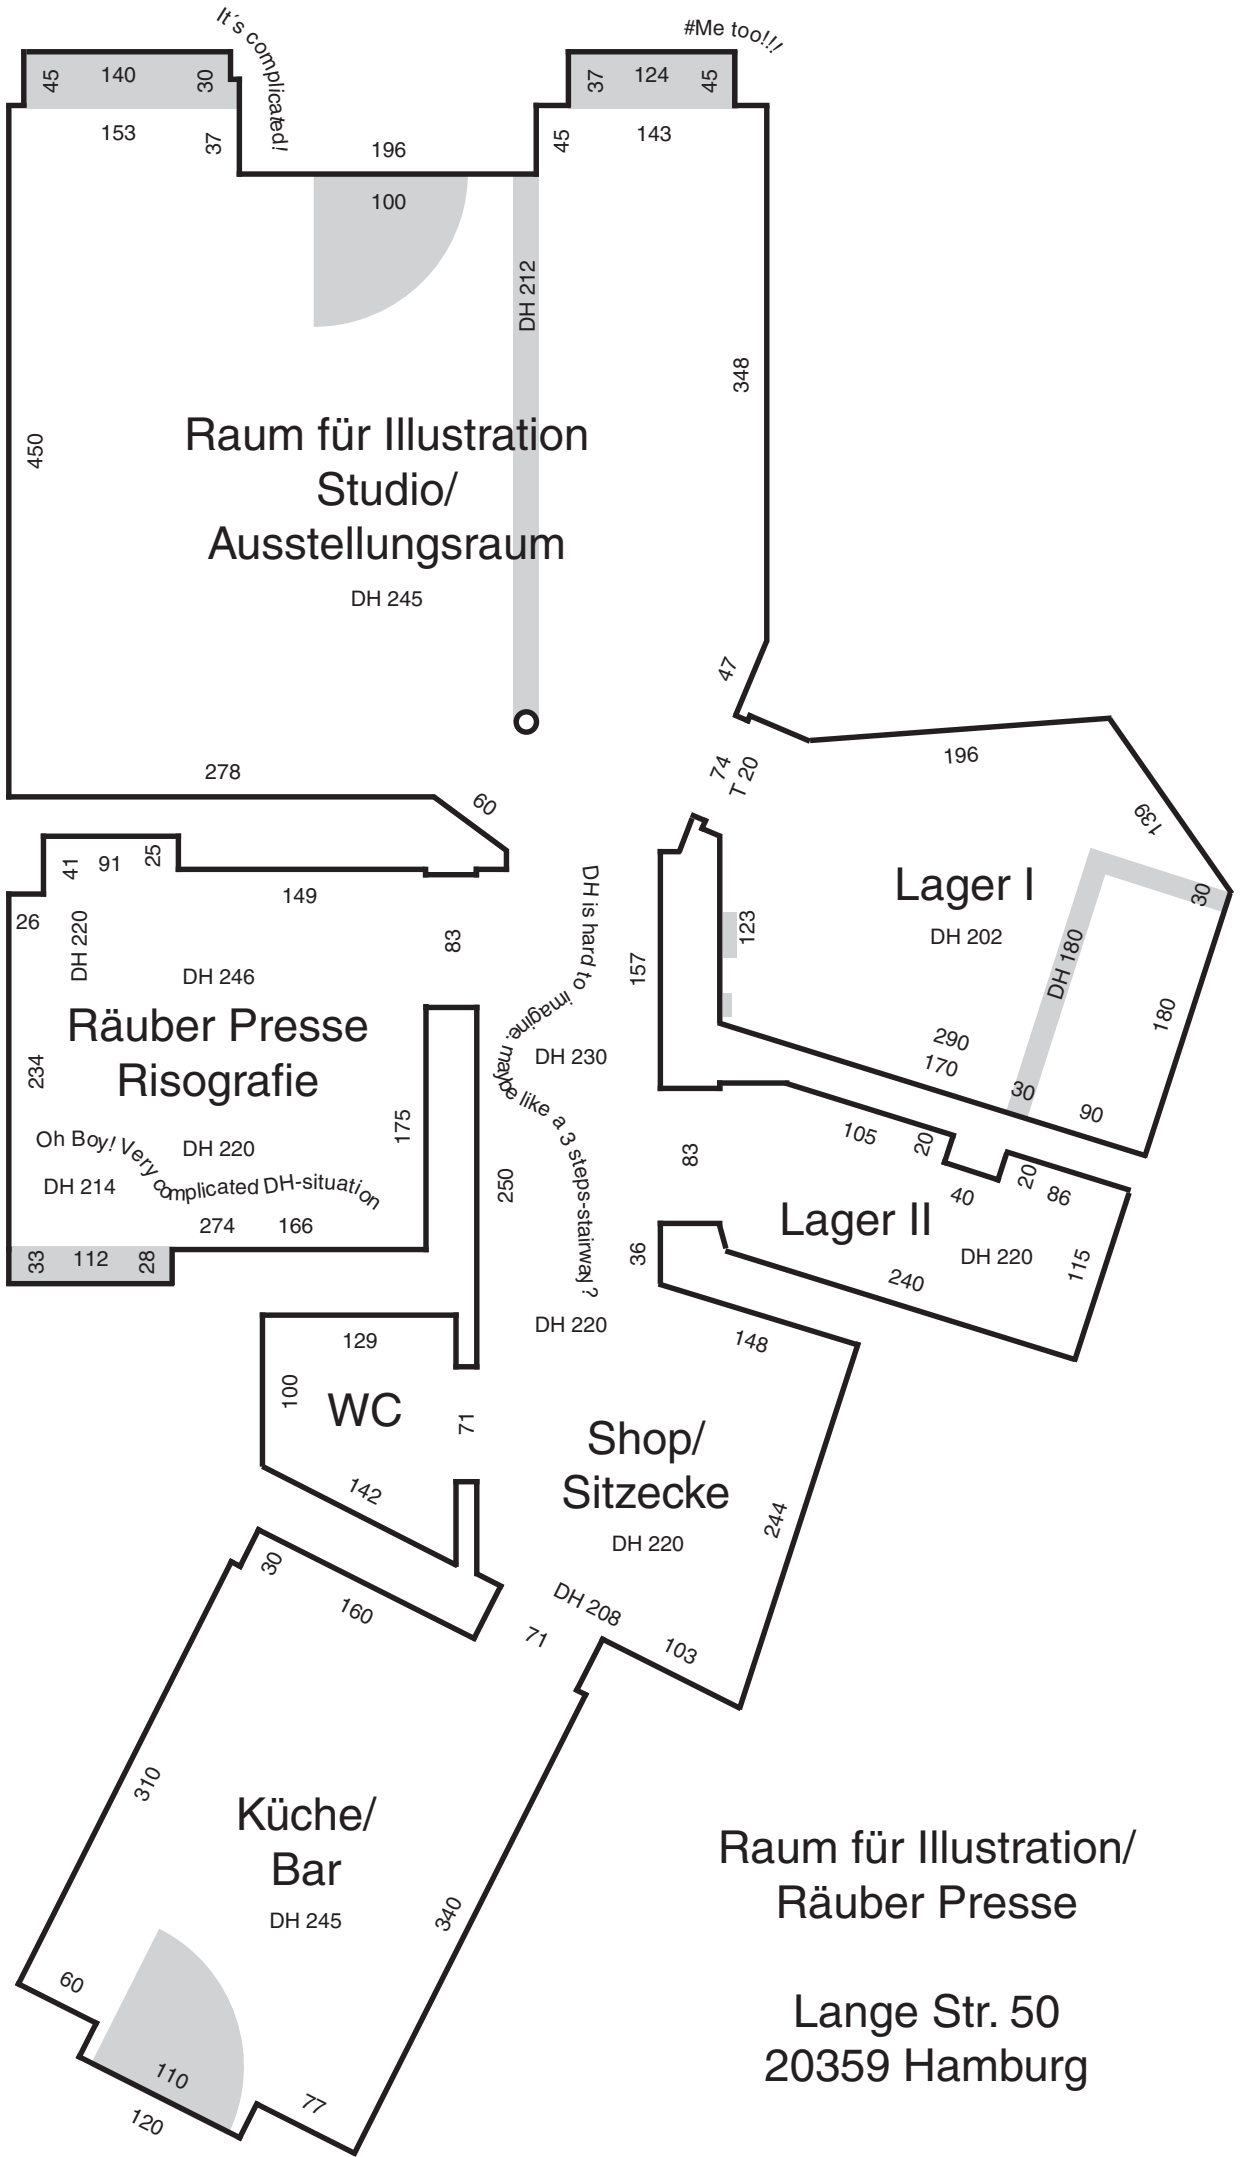 It´s complicated!
#Me too!!!
45
140
30
37
124
45
153
37
196
45
143
100
DH 212
348
450
Raum für Illustration
Studio/
Ausstellungsraum
DH 245
47
278
60
74
T 20
196
139
41
91
25
149
26
DH 220
83
DH 246
Räuber Presse
Risografie
234
175
Oh Boy! Very complicated DH-situation
DH 220
DH 214
274
166
33
112
28
DH is hard to imagine. maybe like a 3 steps-stairway ?
157
123
Lager I
DH 202
30
DH 180
180
290
170
30
90
DH 230
250
83
105
20
40
20
86
Lager II
DH 220
115
240
36
DH 220
148
129
100
WC
71
142
Shop/
Sitzecke
DH 220
244
DH 208
103
71
30
160
310
Küche/
Bar
DH 245
340
60
110
120
77
Raum für Illustration/
Räuber Presse
Lange Str. 50
20359 Hamburg